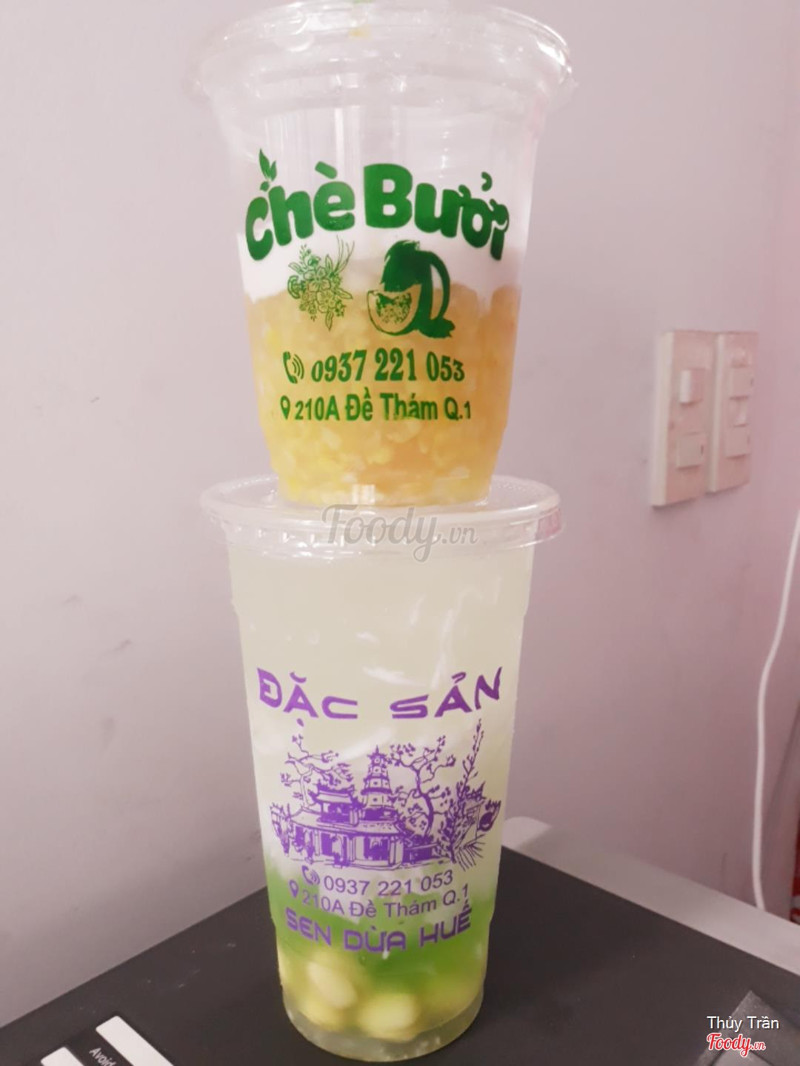 Chè Bưởi
0937 221 053
210A Đề Thám Q.1
Foody.vn
ĐẶC SẢN
0937 221 053
210A Đề Thám Q.1
SEN DỪA HUẾ
Avoid
Thủy Trần
Foody.vn